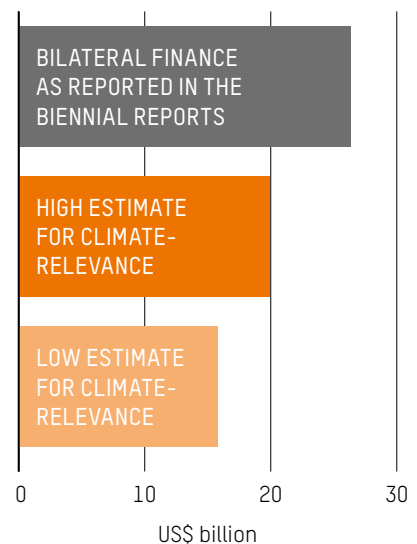 BILATERAL FINANCE
AS REPORTED IN THE
BIENNIAL REPORTS
HIGH ESTIMATE
FOR CLIMATE-
RELEVANCE
LOW ESTIMATE
FOR CLIMATE-
RELEVANCE
0 10 20 30
US$ billion